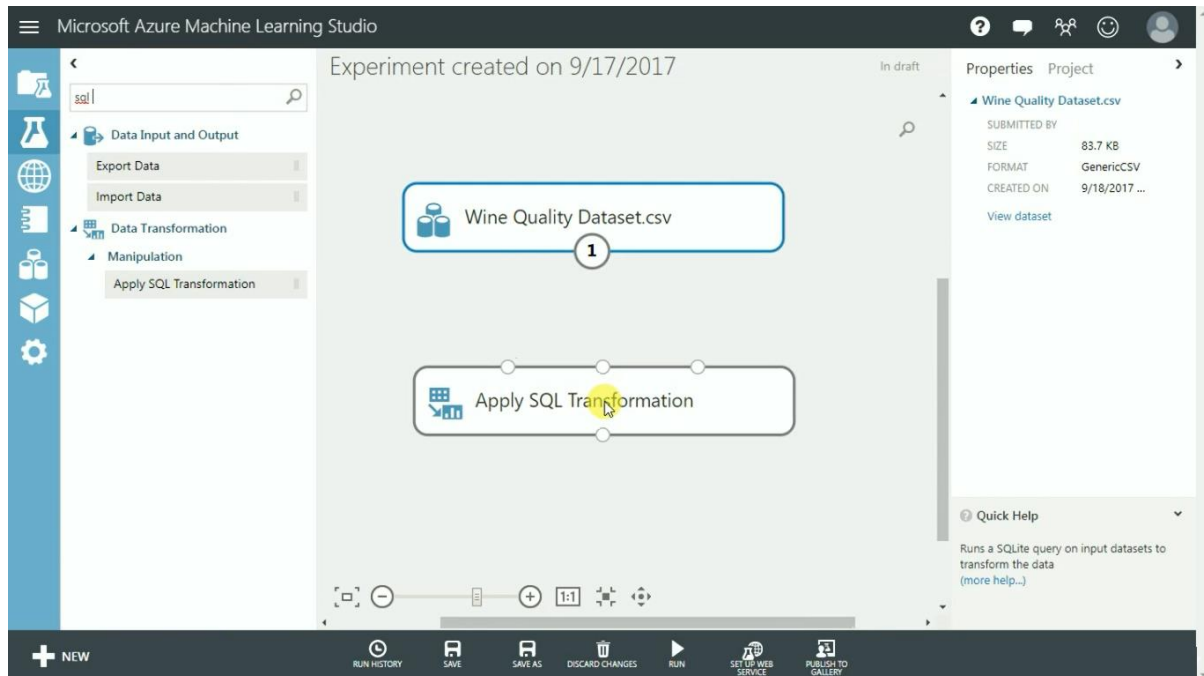 Microsoft Azure Machine Learning Studio
sql
Data Input and Output
Export Data
Import Data
Data Transformation
Manipulation
Apply SQL Transformation
Experiment created on 9/17/2017
In draft
Wine Quality Dataset.csv
1
Apply SQL Transformation
1:1
Properties Project
Wine Quality Dataset.csv
SUBMITTED BY
SIZE 83.7 KB
FORMAT GenericCSV
CREATED ON 9/18/2017 ...
View dataset
Quick Help
Runs a SQLite query on input datasets to
transform the data
(more help...)
NEW
RUN HISTORY
SAVE
SAVE AS
DISCARD CHANGES
RUN
SET UP WEB
SERVICE
PUBLISH TO
GALLERY